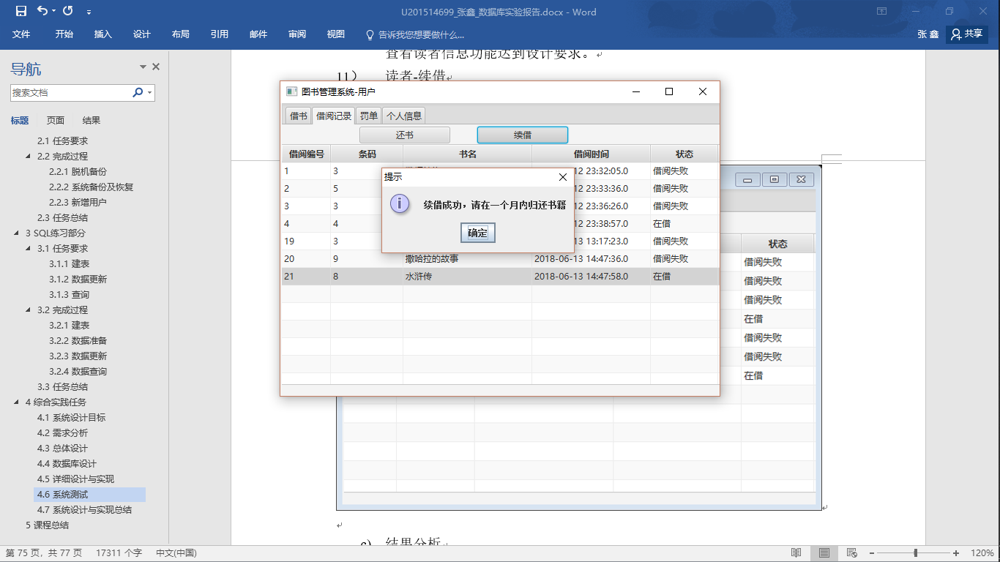 U201514699_张鑫_数据库实验报告.docx - Word
文件 开始 插入 设计 布局 引用 邮件 审阅 视图 告诉我您想要做什么... 张 鑫 共享
导航
搜索文档
标题 页面 结果
2.1 任务要求
2.2 完成过程
2.2.1 脱机备份
2.2.2 系统备份及恢复
2.2.3 新增用户
2.3 任务总结
3 SQL练习部分
3.1 任务要求
3.1.1 建表
3.1.2 数据更新
3.1.3 查询
3.2 完成过程
3.2.1 建表
3.2.2 数据准备
3.2.3 数据更新
3.2.4 数据查询
3.3 任务总结
4 综合实践任务
4.1 系统设计目标
4.2 需求分析
4.3 总体设计
4.4 数据库设计
4.5 详细设计与实现
4.6 系统测试
4.7 系统设计与实现总结
5 课程总结
查看读者信息功能达到设计要求。
11） 读者-续借
图书管理系统-用户
借书 借阅记录 罚单 个人信息
还书 续借
借阅编号 条码 书名 借阅时间 状态
1 3 12 23:32:05.0 借阅失败
2 5 12 23:33:36.0 借阅失败
3 3 12 23:36:26.0 借阅失败
4 4 12 23:38:57.0 在借
19 3 13 13:17:23.0 借阅失败
20 9 撒哈拉的故事 2018-06-13 14:47:36.0 借阅失败
21 8 水浒传 2018-06-13 14:47:58.0 在借
提示
续借成功，请在一个月内归还书籍
确定
状态
借阅失败
借阅失败
借阅失败
在借
借阅失败
借阅失败
在借
c) 结果分析
第 75 页，共 77 页 17311 个字 中文(中国) 120%